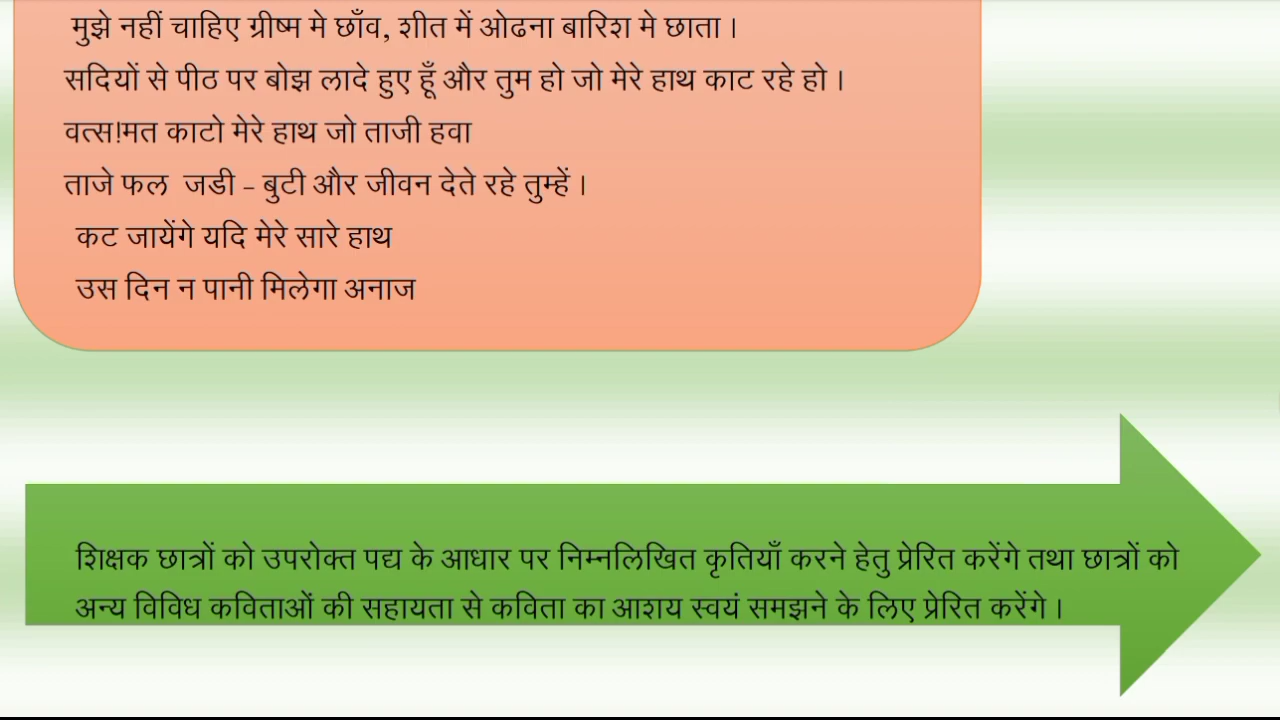 मुझे नहीं चाहिए ग्रीष्म मे छाँव, शीत में ओढना बारिश मे छाता ।
सदियों से पीठ पर बोझ लादे हुए हूँ और तुम हो जो मेरे हाथ काट रहे हो ।
वत्स!मत काटो मेरे हाथ जो ताजी हवा
ताजे फल जडी – बुटी और जीवन देते रहे तुम्हें ।
कट जायेंगे यदि मेरे सारे हाथ
उस दिन न पानी मिलेगा अनाज
शिक्षक छात्रों को उपरोक्त पद्य के आधार पर निम्नलिखित कृतियाँ करने हेतु प्रेरित करेंगे तथा छात्रों को
अन्य विविध कविताओं की सहायता से कविता का आशय स्वयं समझने के लिए प्रेरित करेंगे ।